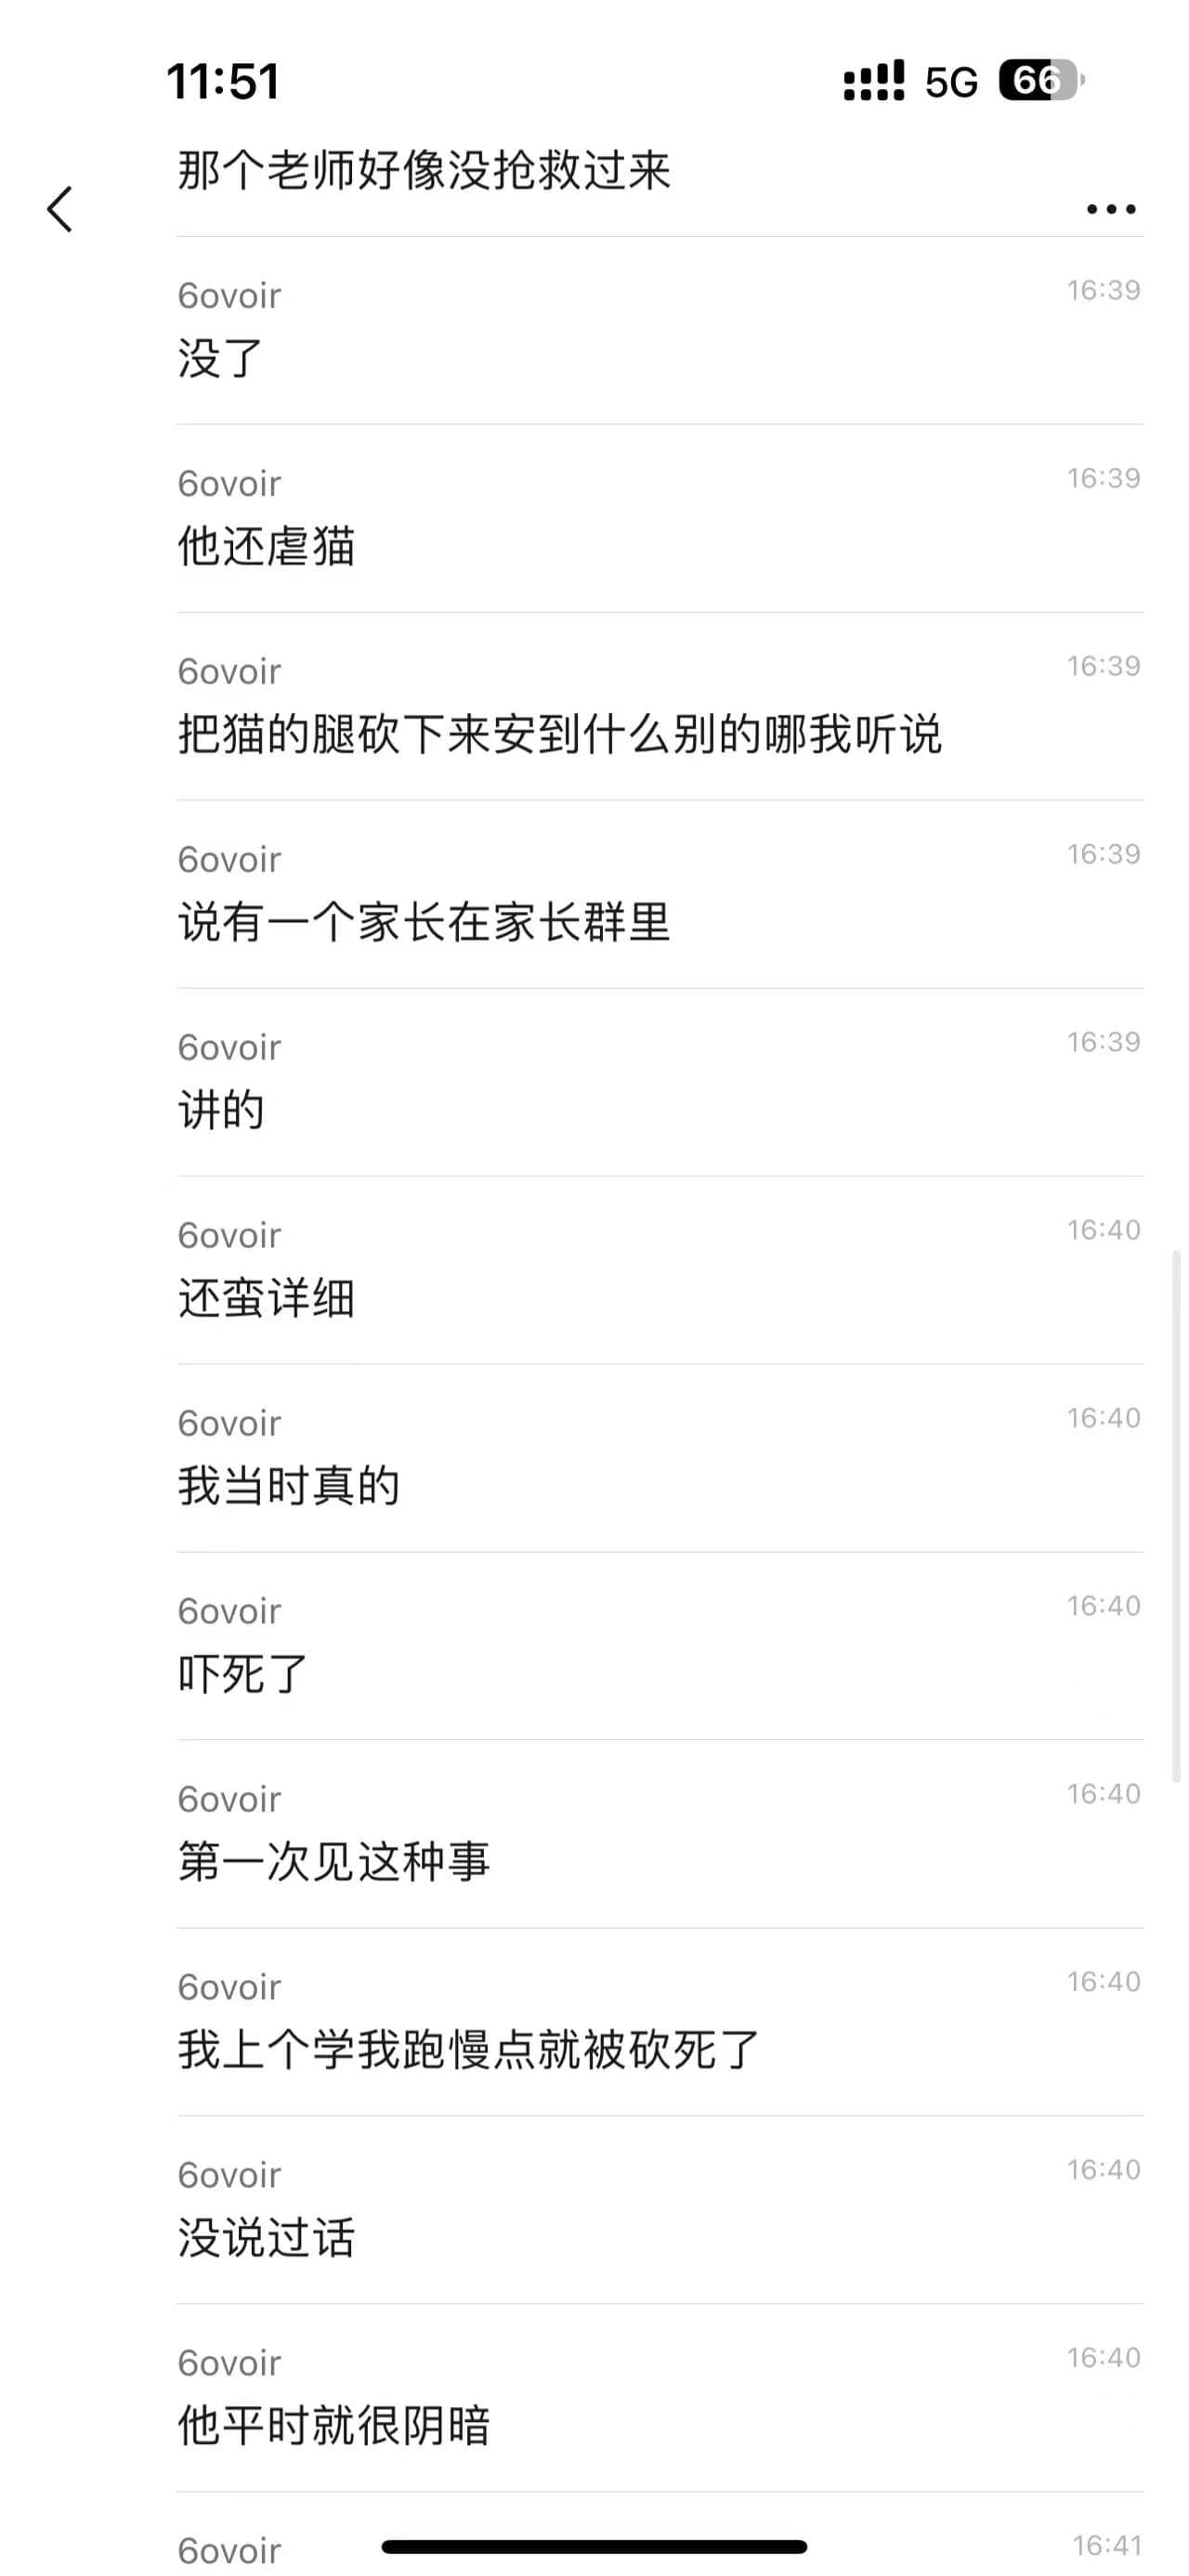 11:51
5G
66
那个老师好像没抢救过来
6ovoir
16:39
没了
6ovoir
16:39
他还虐猫
6ovoir
16:39
把猫的腿砍下来安到什么别的哪我听说
6ovoir
16:39
说有一个家长在家长群里
6ovoir
16:39
讲的
6ovoir
16:40
还蛮详细
6ovoir
16:40
我当时真的
6ovoir
16:40
吓死了
6ovoir
16:40
第一次见这种事
6ovoir
16:40
我上个学我跑慢点就被砍死了
6ovoir
16:40
没说过话
6ovoir
16:40
他平时就很阴暗
6ovoir
16:41